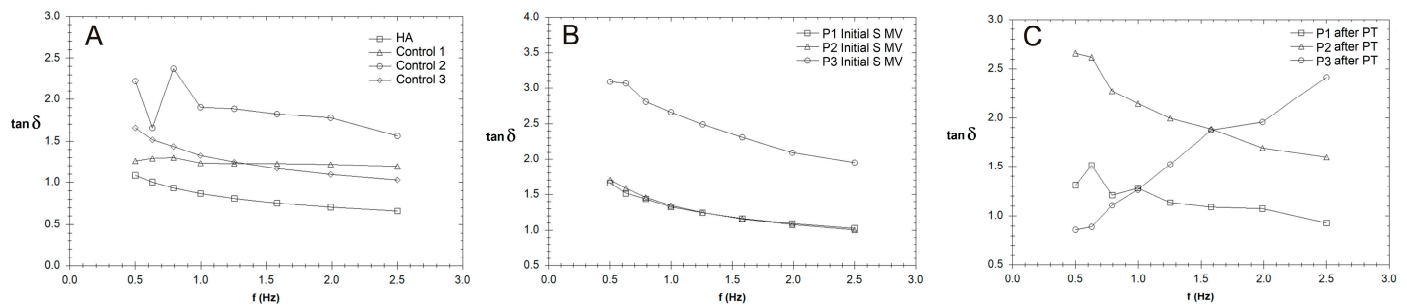 A
HA
Control 1
Control 2
Control 3
tan δ
3.0
2.5
2.0
1.5
1.0
0.5
0.0
0.0 0.5 1.0 1.5 2.0 2.5 3.0
f (Hz)
B
P1 Initial S MV
P2 Initial S MV
P3 Initial S MV
tan δ
4.0
3.5
3.0
2.5
2.0
1.5
1.0
0.5
0.0 0.5 1.0 1.5 2.0 2.5 3.0
f (Hz)
C
P1 after PT
P2 after PT
P3 after PT
tan δ
3.0
2.5
2.0
1.5
1.0
0.5
0.0 0.5 1.0 1.5 2.0 2.5 3.0
f (Hz)